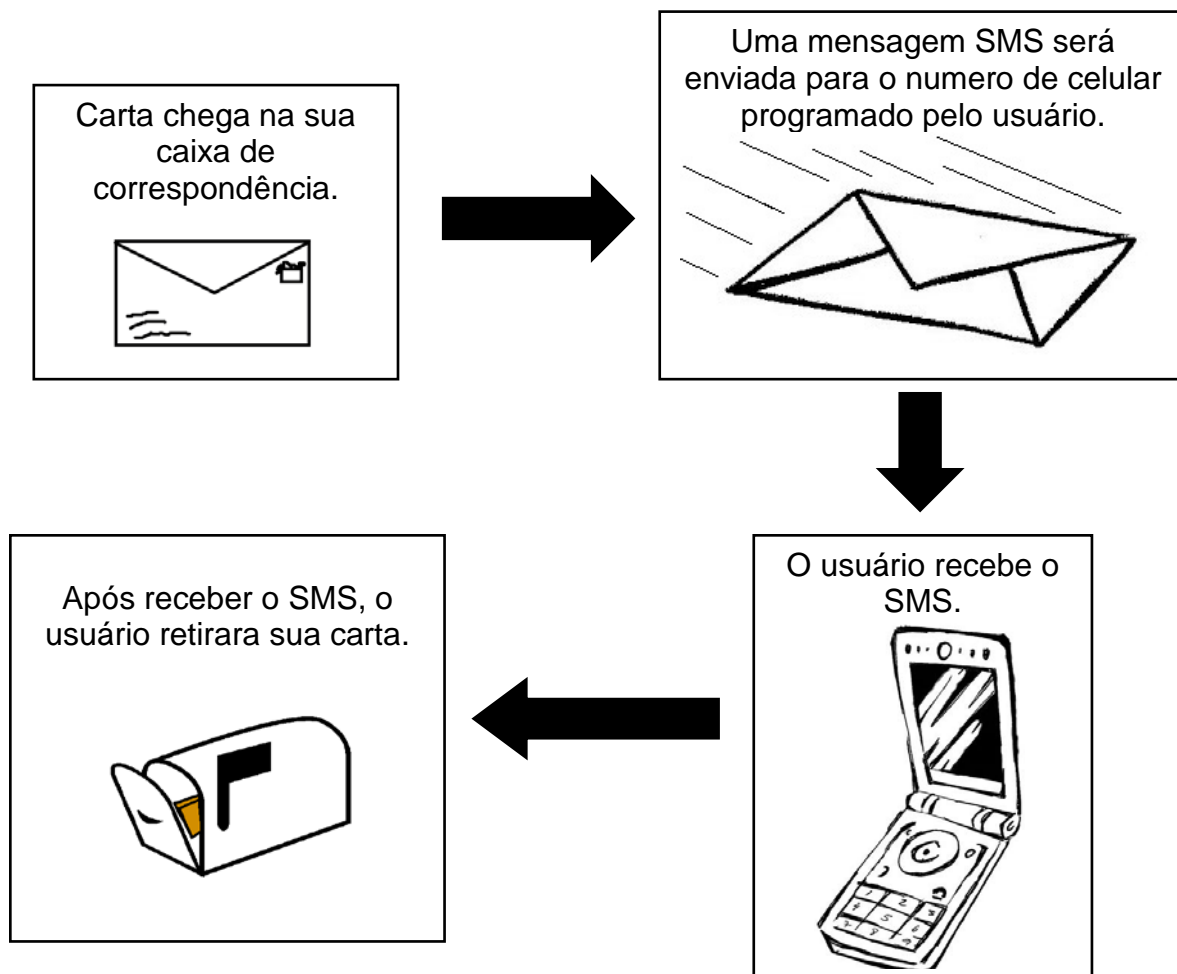 Carta chega na sua
caixa de
correspondência.
Uma mensagem SMS será
enviada para o numero de celular
programado pelo usuário.
O usuário recebe o
SMS.
Após receber o SMS, o
usuário retirara sua carta.